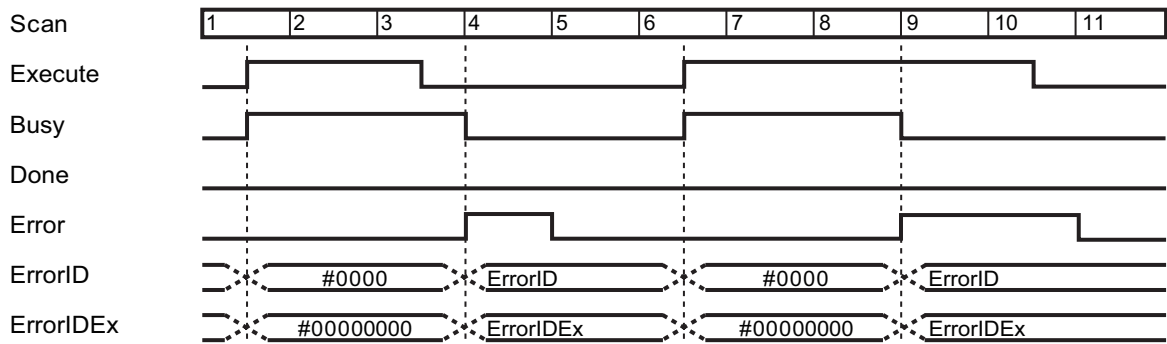 Scan 1 2 3 4 5 6 7 8 9 10 11
Execute
Busy
Done
Error
ErrorID #0000 ErrorID #0000 ErrorID
ErrorIDEx #00000000 ErrorIDEx #00000000 ErrorIDEx